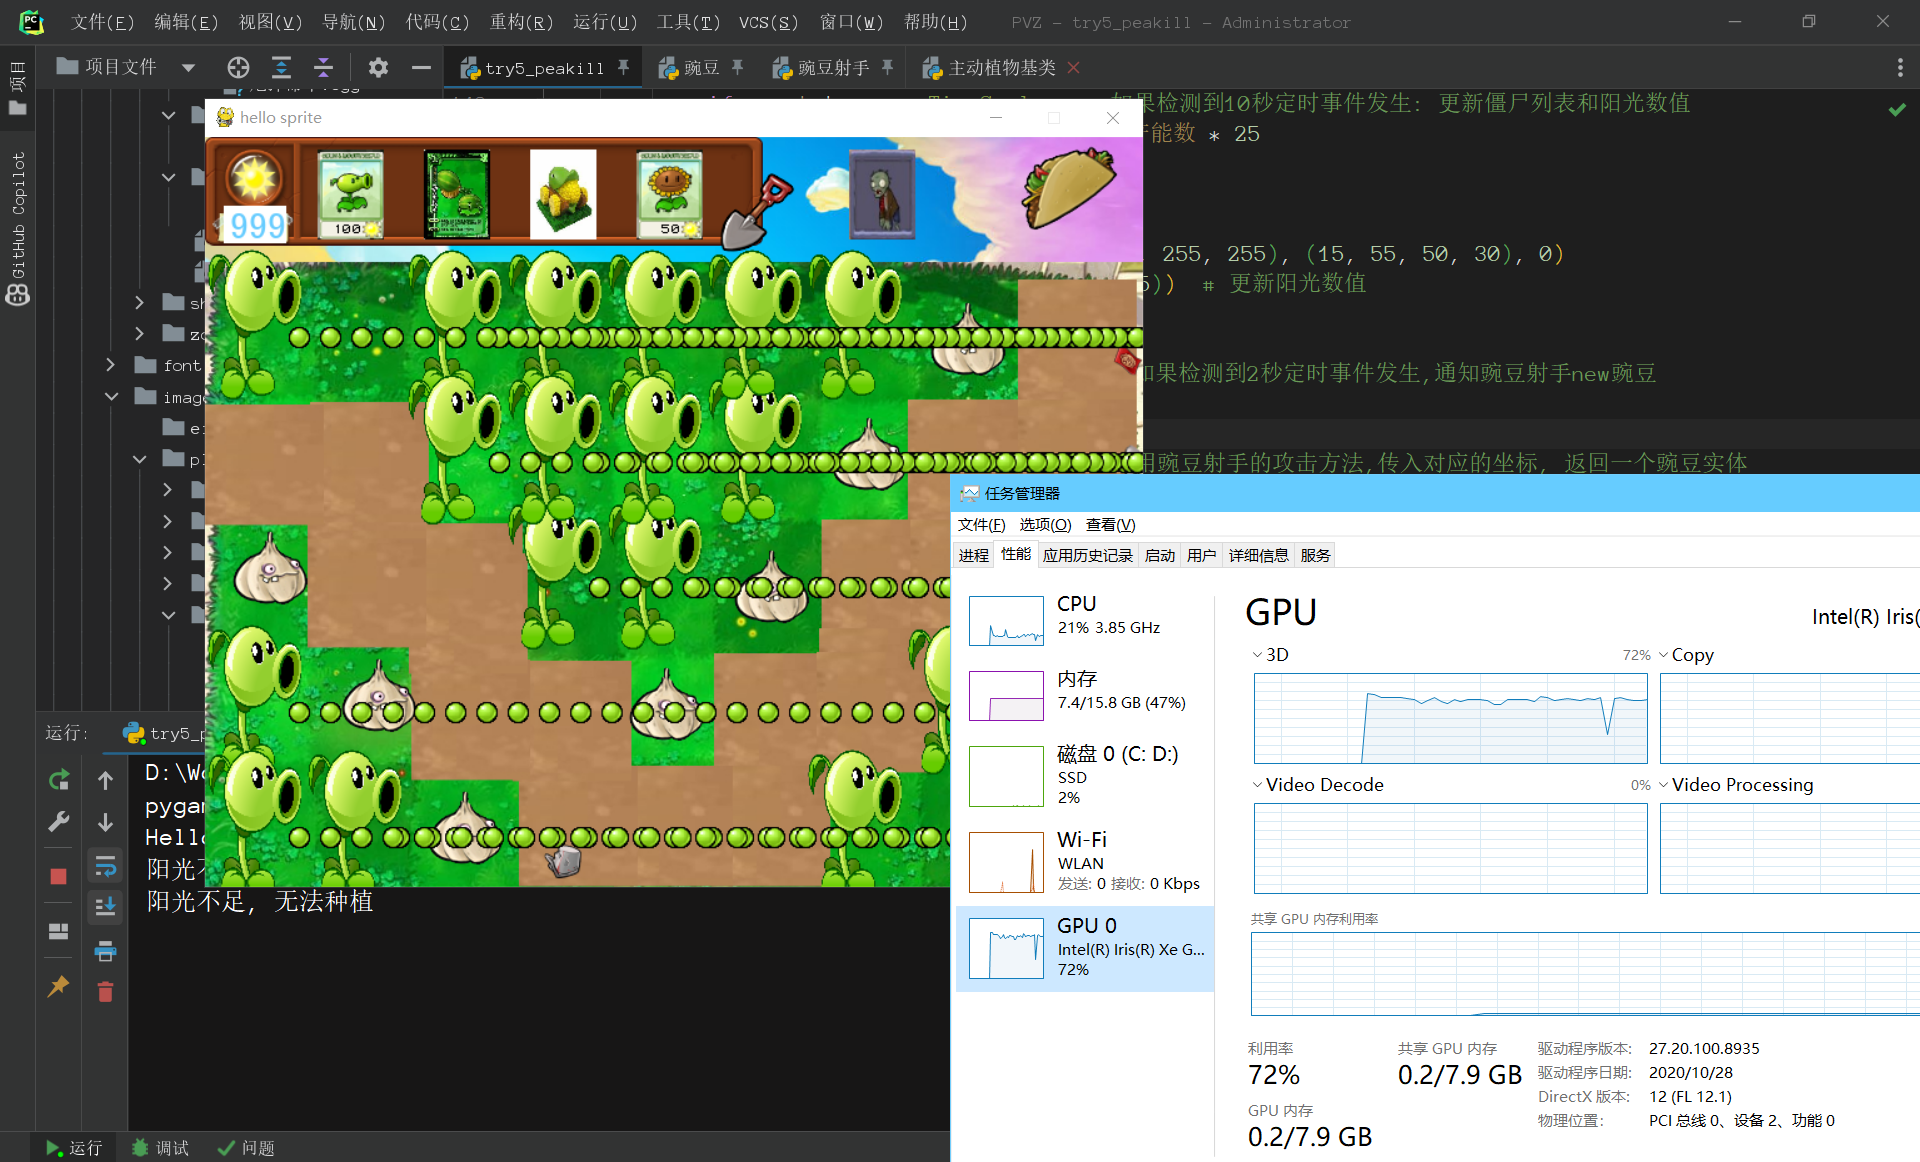 文件(F) 编辑(E) 视图(V) 导航(N) 代码(C) 重构(R) 运行(U) 工具(T) VCS(S) 窗口(W) 帮助(H) PVZ - try5_peakill - Administrator
项目
项目文件
try5_peakill
豌豆
豌豆射手
主动植物基类
GitHub Copilot
hello sprite
果检测到10秒定时事件发生: 更新僵尸列表和阳光数值
能数 * 25
255, 255), (15, 55, 50, 30), 0)
)) # 更新阳光数值
果检测到2秒定时事件发生,通知豌豆射手new豌豆
豌豆射手的攻击方法,传入对应的坐标, 返回一个豌豆实体
999
100
50
sh
zo
font
image
e
pl
运行:
try5_p
D:\Wo
pygam
Hello
阳光不
阳光不足, 无法种植
运行
调试
问题
任务管理器
文件(F) 选项(O) 查看(V)
进程 性能 应用历史记录 启动 用户 详细信息 服务
CPU
21% 3.85 GHz
内存
7.4/15.8 GB (47%)
磁盘 0 (C: D:)
SSD
2%
Wi-Fi
WLAN
发送: 0 接收: 0 Kbps
GPU 0
Intel(R) Iris(R) Xe G...
72%
GPU
Intel(R) Iris(
3D 72% Copy
Video Decode 0% Video Processing
共享 GPU 内存利用率
利用率
72%
共享 GPU 内存
0.2/7.9 GB
GPU 内存
0.2/7.9 GB
驱动程序版本: 27.20.100.8935
驱动程序日期: 2020/10/28
DirectX 版本: 12 (FL 12.1)
物理位置: PCI 总线 0、设备 2、功能 0